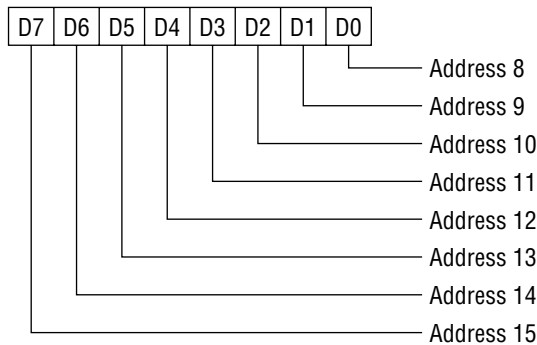 D7 D6 D5 D4 D3 D2 D1 D0
Address 8
Address 9
Address 10
Address 11
Address 12
Address 13
Address 14
Address 15